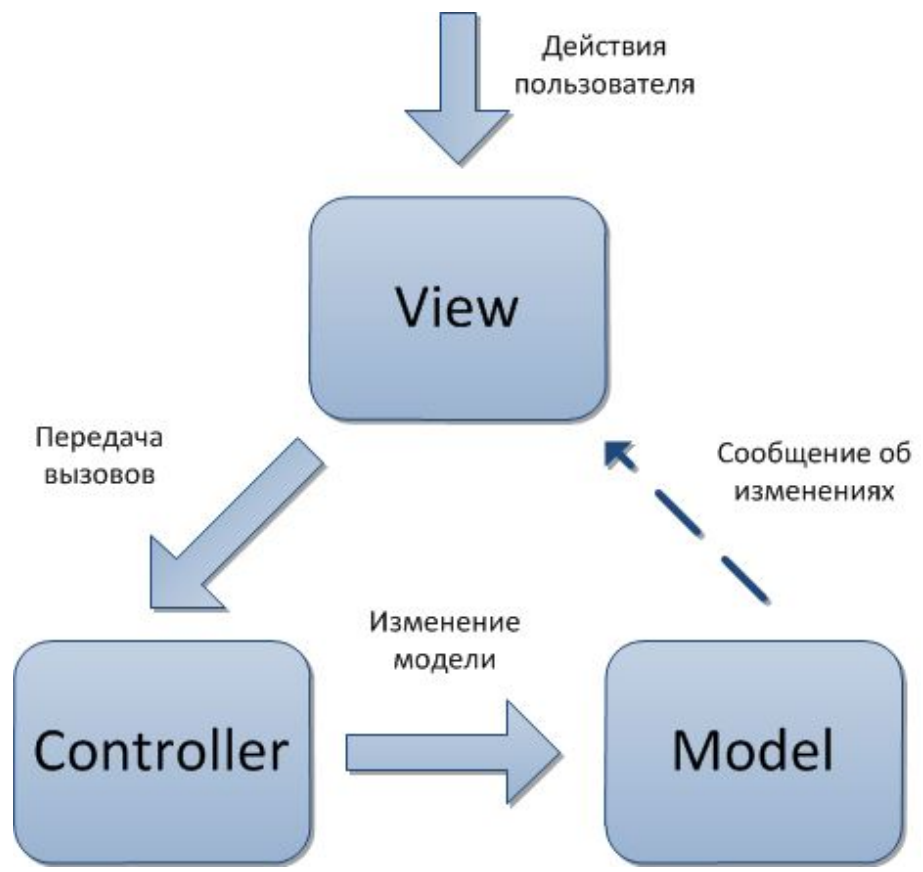 Действия
пользователя
View
Передача
вызовов
Сообщение об
изменениях
Изменение
модели
Controller
Model